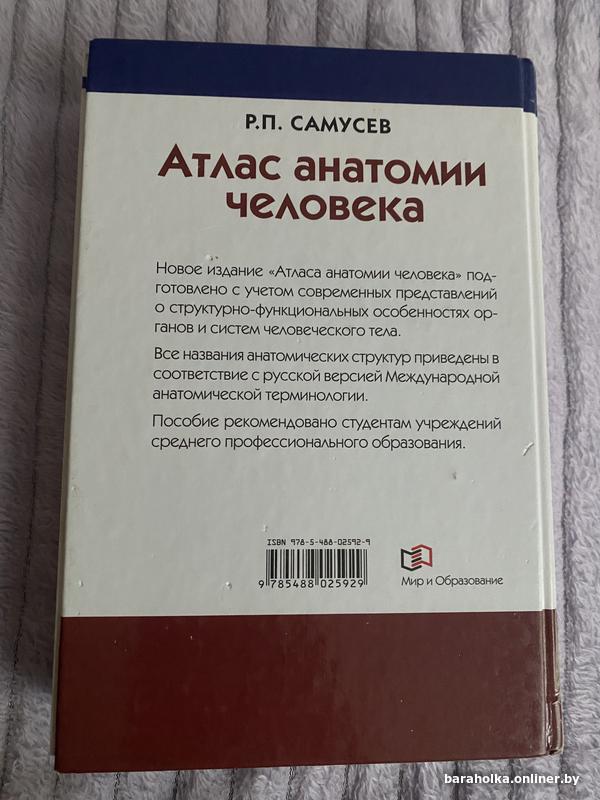 Р.П. САМУСЕВ
Атлас анатомии
человека
Новое издание «Атласа анатомии человека» под-
готовлено с учетом современных представлений
о структурно-функциональных особенностях ор-
ганов и систем человеческого тела.
Все названия анатомических структур приведены в
соответствие с русской версией Международной
анатомической терминологии.
Пособие рекомендовано студентам учреждений
среднего профессионального образования.
ISBN 978-5-488-02592-9
9 785488 025929
Мир и Образование
baraholka.onliner.by